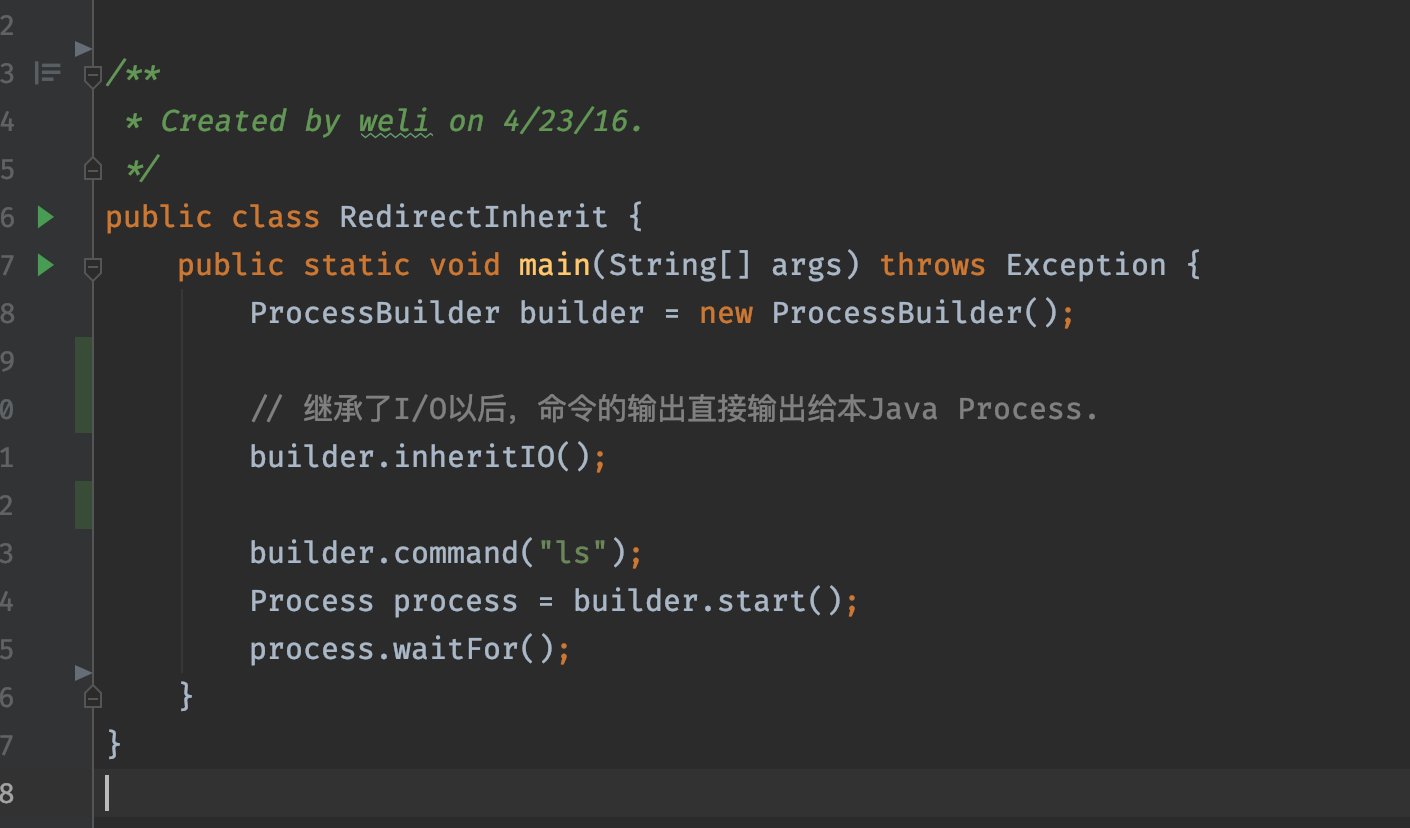 2
3 /**
4 * Created by weli on 4/23/16.
5 */
6 public class RedirectInherit {
7 public static void main(String[] args) throws Exception {
8 ProcessBuilder builder = new ProcessBuilder();
9
0 // 继承了I/O以后，命令的输出直接输出给本Java Process.
1 builder.inheritIO();
2
3 builder.command("ls");
4 Process process = builder.start();
5 process.waitFor();
6 }
7 }
8